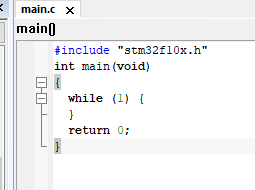 main.c
main()
#include "stm32f10x.h"
int main(void)
{
  while (1) {
  }
  return 0;
}